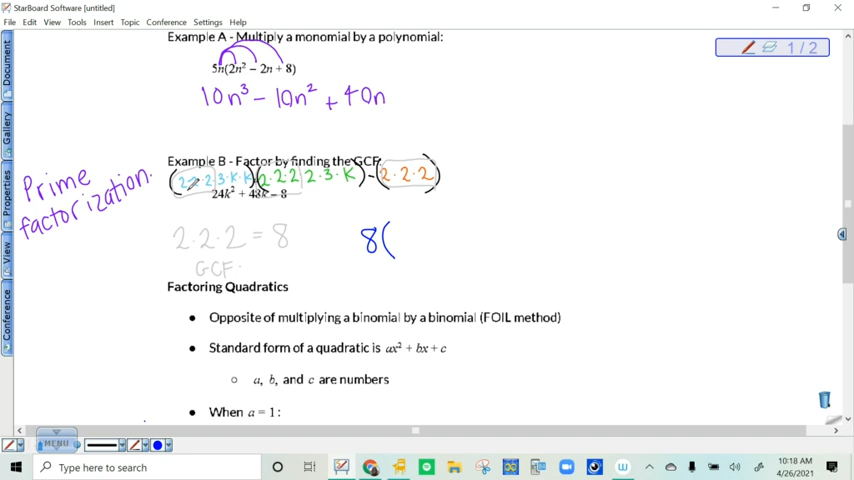 StarBoard Software [untitled]
File Edit View Tools Insert Tool Conference Settings Help
Example A - Multiply a monomial by a polynomial:
1 / 2
5n(2n² − 2n + 8)
10n³ − 10n² + 40n
Example B - Factor by finding the GCF:
Prime factorization.
(2·2·2·3·k·k)+(2·2·2·2·3·k)−(2·2·2)
24k² + 48k − 8
2·2·2 = 8
8(
GCF
Factoring Quadratics
● Opposite of multiplying a binomial by a binomial (FOIL method)
● Standard form of a quadratic is ax² + bx + c
○ a, b, and c are numbers
● When a = 1:
Document
Gallery
Properties
View
Conference
MENU
Type here to search
10:18 AM
4/26/2021